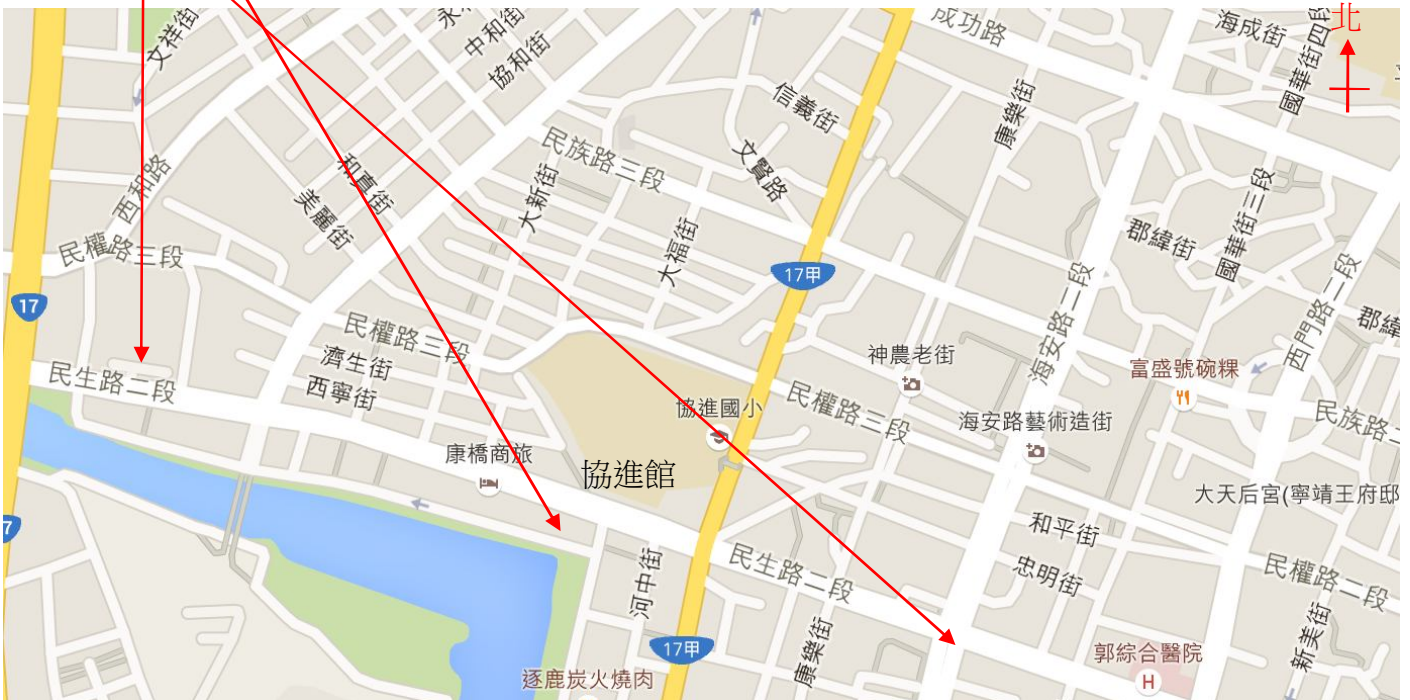 永
中和街
協和街
文祥街
成功路
海成街
國華街四段
北
信義街
康樂街
民族路三段
文賢路
西和路
和真街
美麗街
大新街
大福街
國華街三段
郡緯街
民權路三段
17甲
17
海安路二段
西門路二段
郡緯
民權路三段
濟生街
西寧街
神農老街
富盛號碗粿
民生路二段
協進國小
民權路三段
海安路藝術造街
民族路二
康橋商旅
協進館
大天后宮(寧靖王府邸
7
和平街
忠明街
民生路二段
民權路二段
河中街
康樂街
新美街
17甲
郭綜合醫院
H
逐鹿炭火燒肉